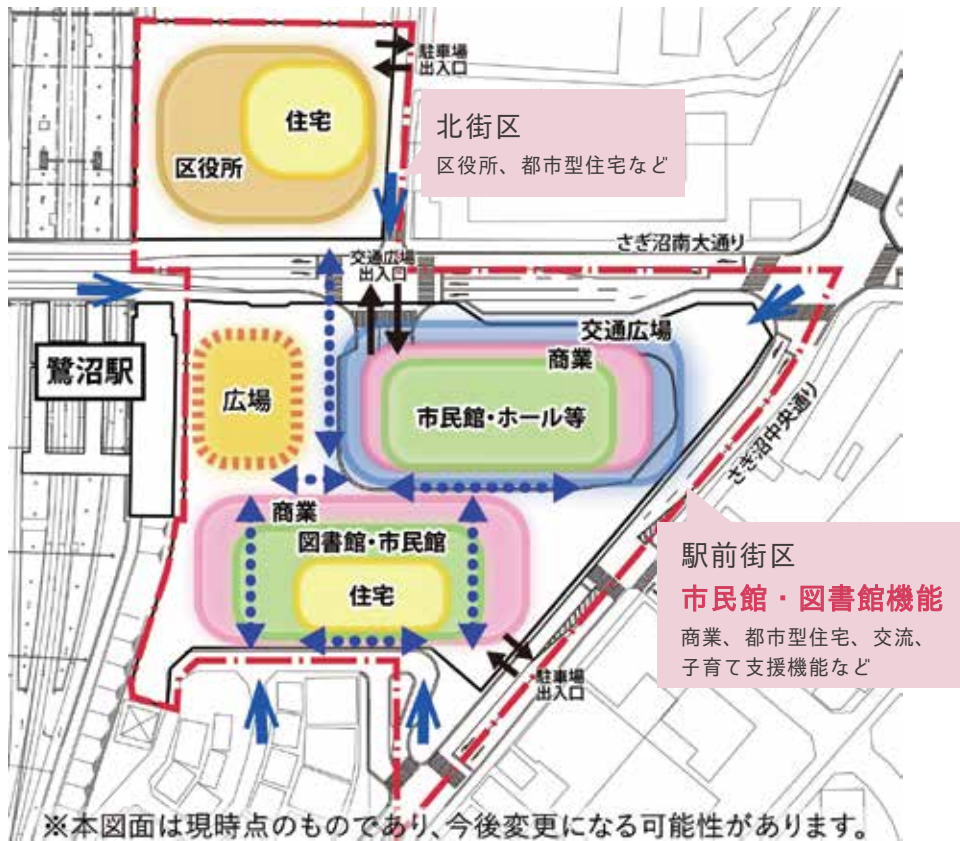 駐車場
出入口
住宅
区役所
北街区
区役所、都市型住宅など
さぎ沼南大通り
交通広場
出入口
交通広場
商業
鷺沼駅
広場
市民館・ホール等
さぎ沼中央通り
商業
図書館・市民館
住宅
駅前街区
市民館・図書館機能
商業、都市型住宅、交流、
子育て支援機能など
駐車場
出入口
※本図面は現時点のものであり、今後変更になる可能性があります。